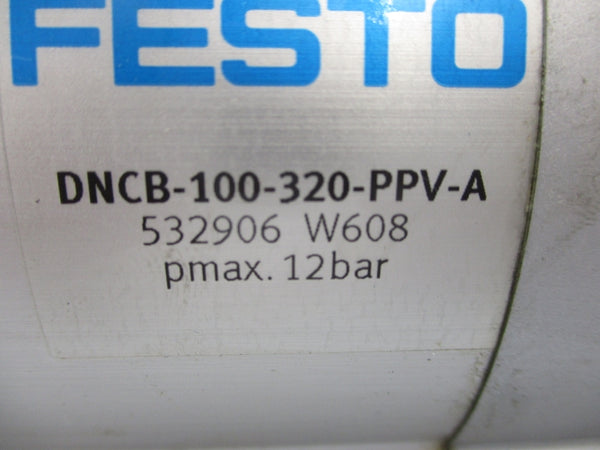 FESTO
DNCB-100-320-PPV-A
532906 W608
pmax. 12bar